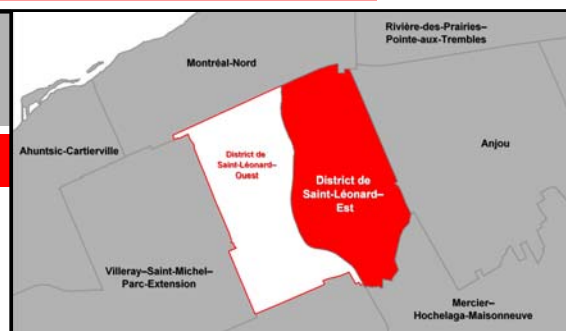 Rivière-des-Prairies–
Pointe-aux-Trembles
Montréal-Nord
Ahuntsic-Cartierville
District de
Saint-Léonard–
Ouest
Anjou
District de
Saint-Léonard–
Est
Villeray–Saint-Michel–
Parc-Extension
Mercier–
Hochelaga-Maisonneuve